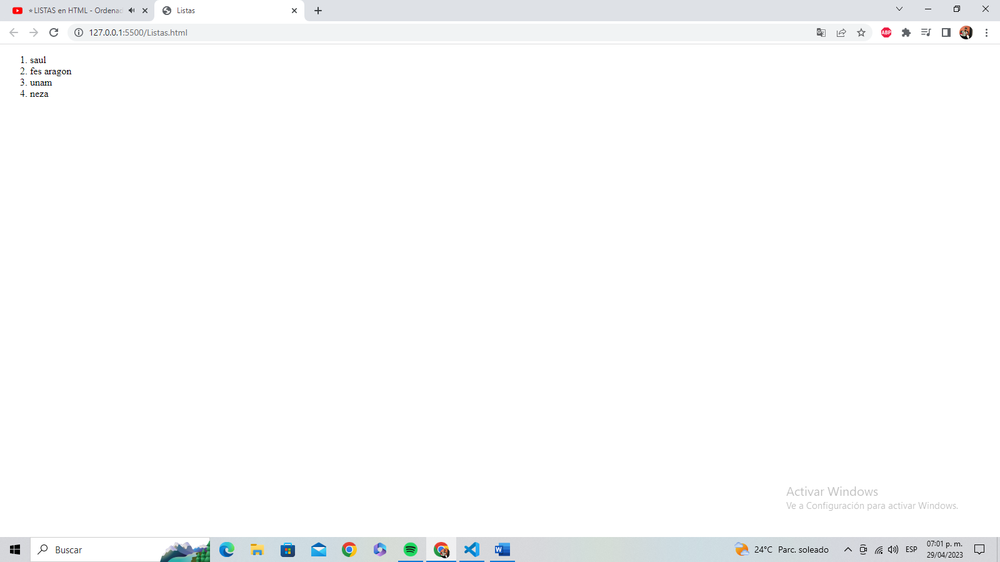 ⭐LISTAS en HTML - Ordenad
Listas
127.0.0.1:5500/Listas.html
ABP
1. saul
2. fes aragon
3. unam
4. neza
Activar Windows
Ve a Configuración para activar Windows.
Buscar
W
24°C Parc. soleado
ESP
07:01 p. m.
29/04/2023